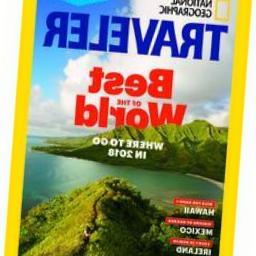 NATIONAL
GEOGRAPHIC
TRAVELER
Best
OF THE
World
WHERE TO GO
IN 2018
HAWAII
MEXICO
IRELAND